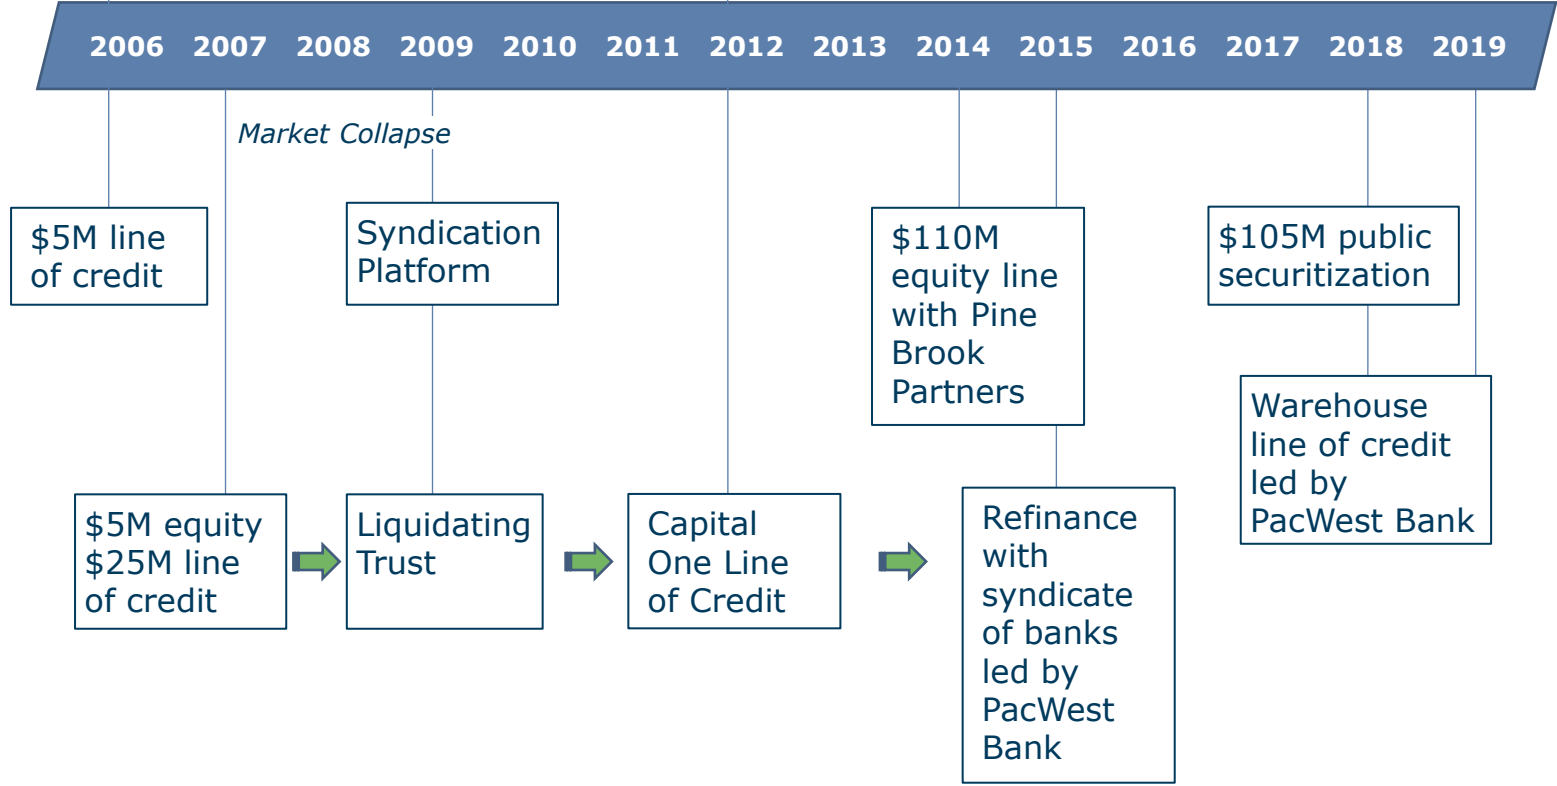 2006 2007 2008 2009 2010 2011 2012 2013 2014 2015 2016 2017 2018 2019
Market Collapse
$5M line
of credit
Syndication
Platform
$110M
equity line
with Pine
Brook
Partners
$105M public
securitization
Warehouse
line of credit
led by
PacWest Bank
$5M equity
$25M line
of credit
Liquidating
Trust
Capital
One Line
of Credit
Refinance
with
syndicate
of banks
led by
PacWest
Bank